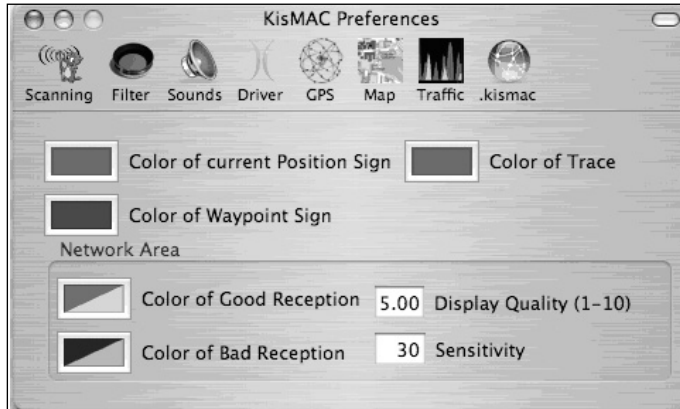 KisMAC Preferences
Scanning Filter Sounds Driver GPS Map Traffic .kismac
Color of current Position Sign Color of Trace
Color of Waypoint Sign
Network Area
Color of Good Reception 5.00 Display Quality (1-10)
Color of Bad Reception 30 Sensitivity